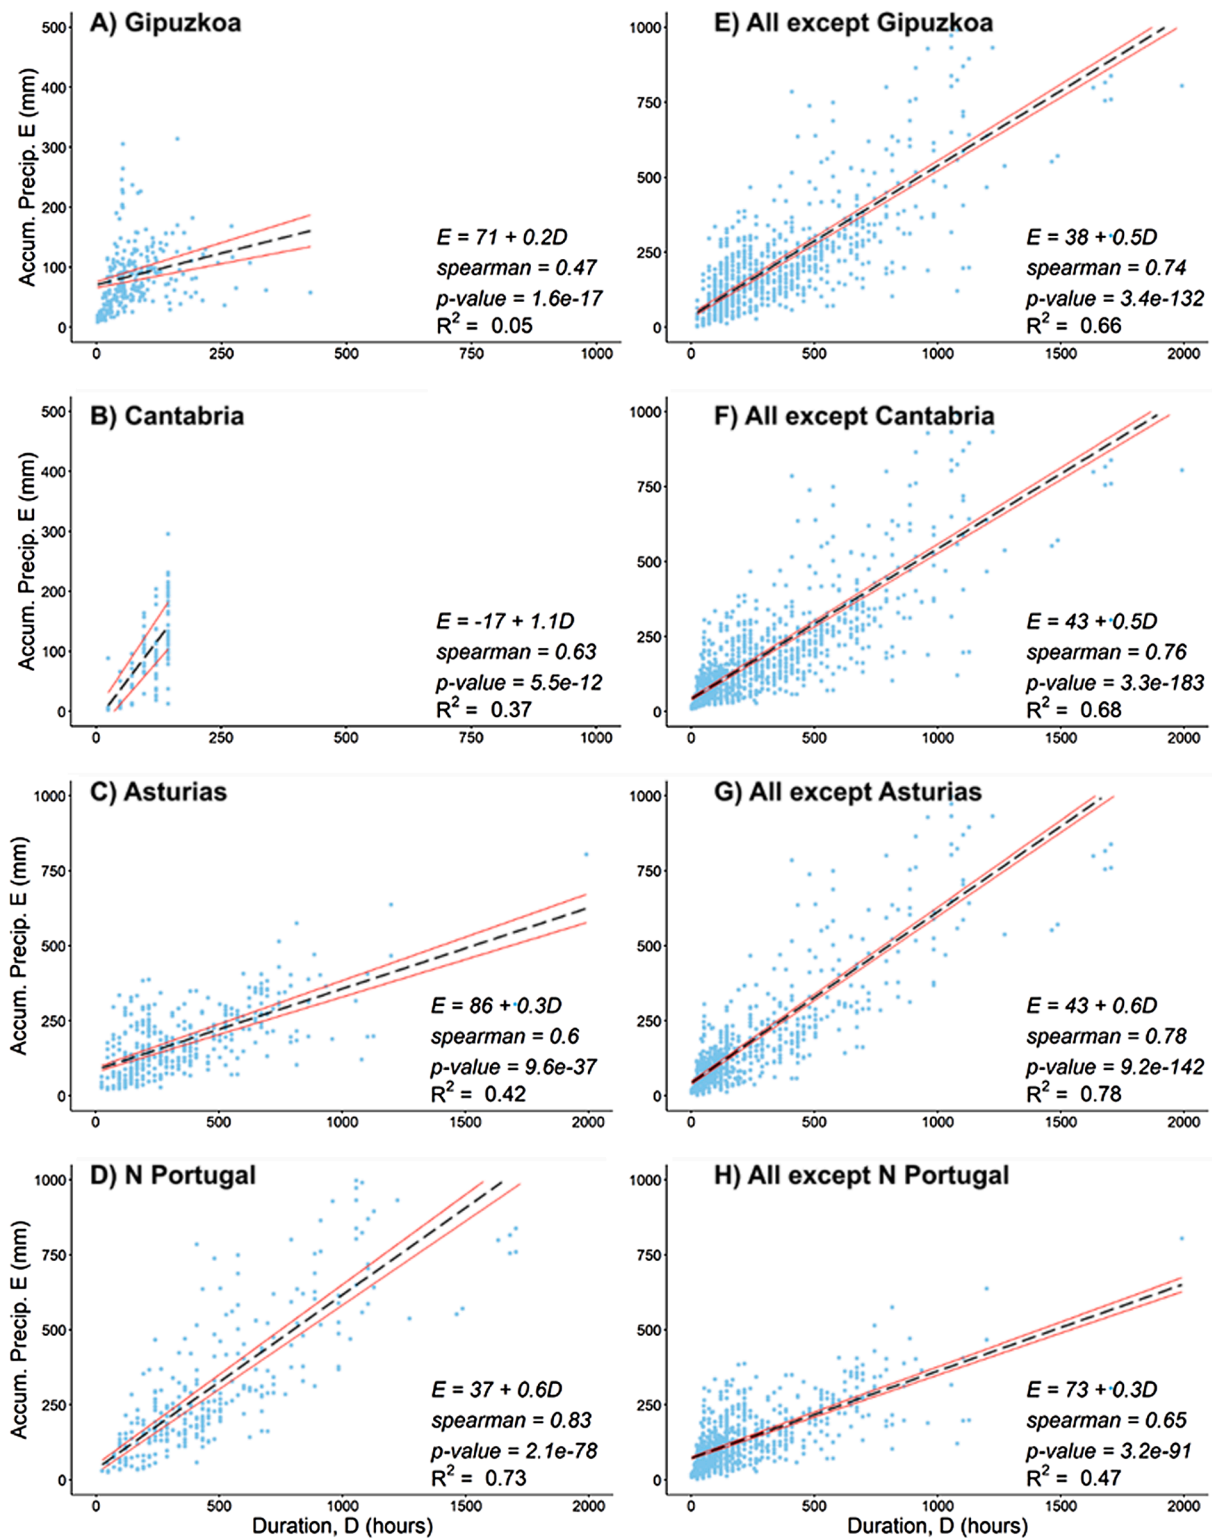 A) Gipuzkoa
Accum. Precip. E (mm)
500
400
300
200
100
0
0 250 500 750 1000
E = 71 + 0.2D
spearman = 0.47
p-value = 1.6e-17
R² = 0.05
E) All except Gipuzkoa
1000
750
500
250
0
0 500 1000 1500 2000
E = 38 + 0.5D
spearman = 0.74
p-value = 3.4e-132
R² = 0.66
B) Cantabria
Accum. Precip. E (mm)
500
400
300
200
100
0
0 250 500 750 1000
E = -17 + 1.1D
spearman = 0.63
p-value = 5.5e-12
R² = 0.37
F) All except Cantabria
1000
750
500
250
0
0 500 1000 1500 2000
E = 43 + 0.5D
spearman = 0.76
p-value = 3.3e-183
R² = 0.68
C) Asturias
Accum. Precip. E (mm)
1000
750
500
250
0
0 500 1000 1500 2000
E = 86 + 0.3D
spearman = 0.6
p-value = 9.6e-37
R² = 0.42
G) All except Asturias
1000
750
500
250
0
0 500 1000 1500 2000
E = 43 + 0.6D
spearman = 0.78
p-value = 9.2e-142
R² = 0.78
D) N Portugal
Accum. Precip. E (mm)
1000
750
500
250
0
0 500 1000 1500 2000
Duration, D (hours)
E = 37 + 0.6D
spearman = 0.83
p-value = 2.1e-78
R² = 0.73
H) All except N Portugal
1000
750
500
250
0
0 500 1000 1500 2000
Duration, D (hours)
E = 73 + 0.3D
spearman = 0.65
p-value = 3.2e-91
R² = 0.47